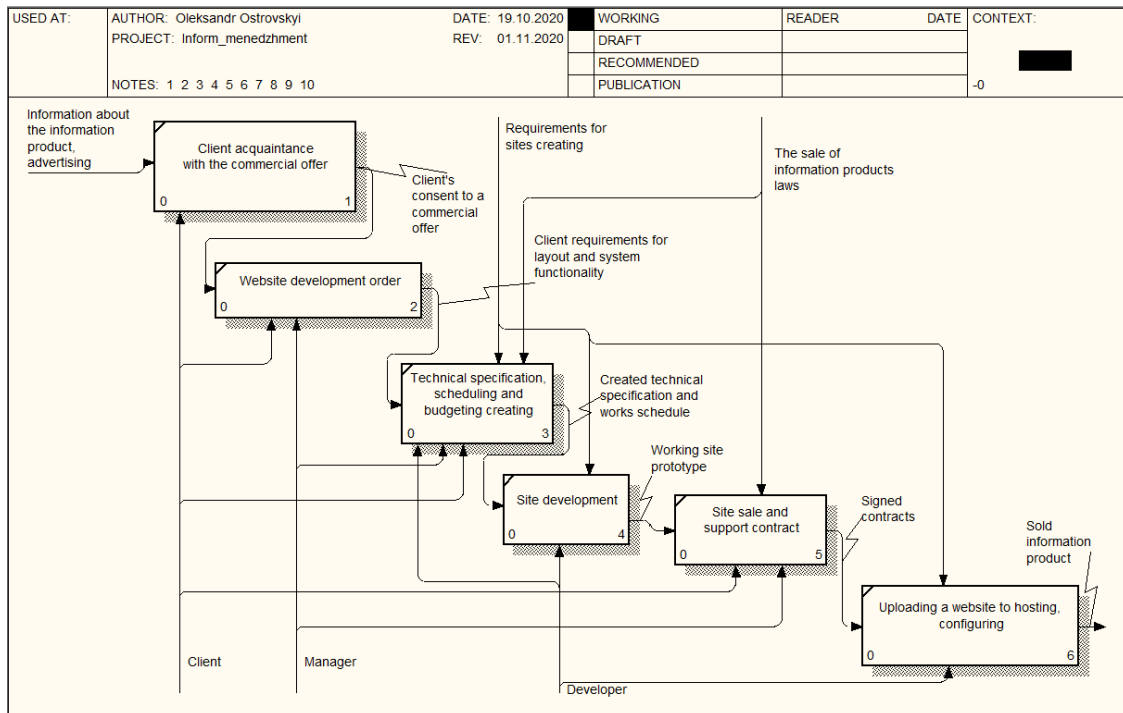 USED AT:
AUTHOR: Oleksandr Ostrovskyi
DATE: 19.10.2020
WORKING
READER
DATE
CONTEXT:
PROJECT: Inform_menedzhment
REV: 01.11.2020
DRAFT
RECOMMENDED
NOTES: 1 2 3 4 5 6 7 8 9 10
PUBLICATION
-0
Information about
the information
product,
advertising
Client acquaintance
with the commercial offer
0
1
Requirements for
sites creating
The sale of
information products
laws
Client's
consent to a
commercial
offer
Client requirements for
layout and system
functionality
Website development order
0
2
Technical specification,
scheduling and
budgeting creating
0
3
Created technical
specification and
works schedule
Working site
prototype
Site development
0
4
Site sale and
support contract
0
5
Signed
contracts
Sold
information
product
Uploading a website to hosting,
configuring
0
6
Client
Manager
Developer